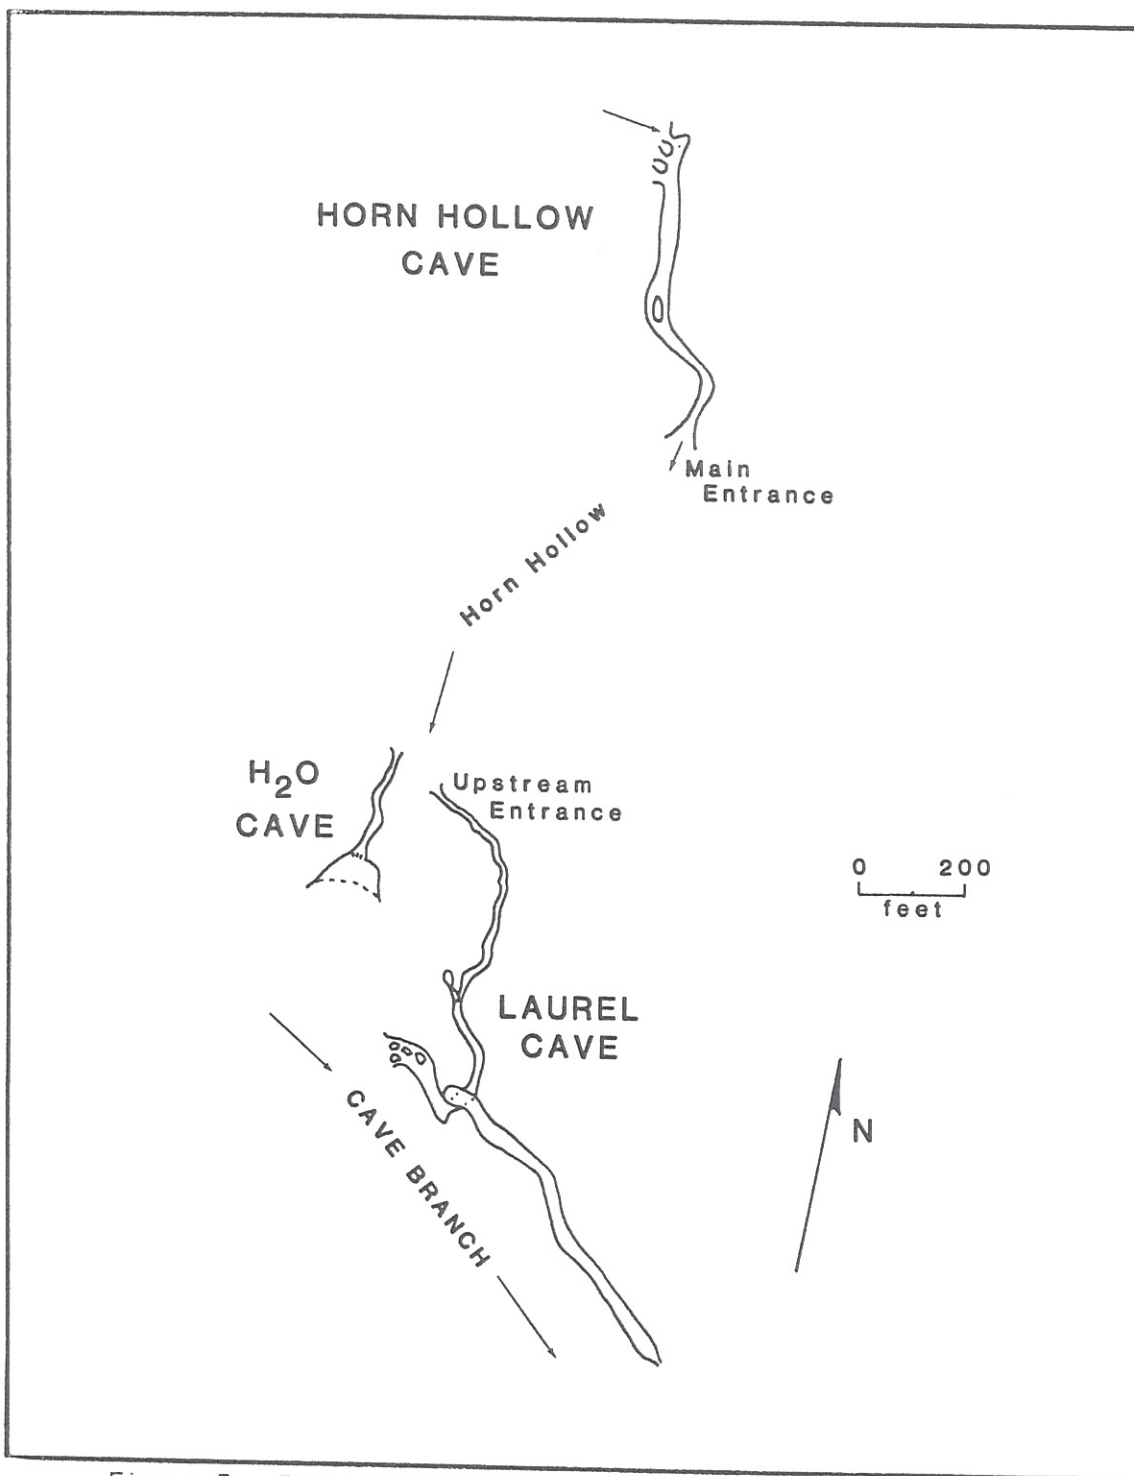 HORN HOLLOW
CAVE
Main
Entrance
Horn Hollow
H₂O
CAVE
Upstream
Entrance
0 200
feet
LAUREL
CAVE
CAVE BRANCH
N